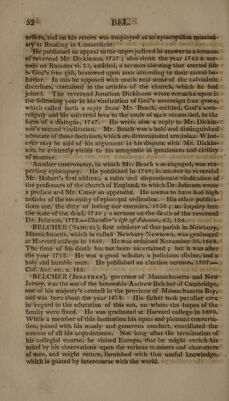 52 BEL.
orders, and on his return was employed as an episcopalian mission-
ary at Reading in Connecticut.
He published an appeal to the unprejudiced in answer to a sermon
of reverend Mr. Dickinson, 1737 ; also about the year 1745 a ser-
mon on Romans vi. 23, entitled, a sermon shewing that eternal life
is God's free gift, bestowed upon men according to their moral be-
havior. In this he opposed with much zeal some of the calvinistic
doctrines, contained in the articles of the church, which he had
joined. The reverend Jonathan Dickinson wrote remarks upon it
the following year in his vindication of God's sovereign free grace,
which called forth a reply from Mr. Beach, entitled, God's sove-
reignty and his universal love to the souls of men reconciled, in the
form of a dialogue, 1747. He wrote also a reply to Mr. Dickin-
son's second vindication. Mr. Beach was a bold and distinguished
advocate of those doctrines, which are denominated arminian. What-
ever may be said of his argument in his dispute with Mr. Dickin-
son, he evidently yields to his antagonist in gentleness and civility
of manner.
Another controversy, in which Mr. Beach was engaged, was re-
specting episcopacy. He published in 1749, in answer to reverend
Mr. Hobart's first address, a calm and dispassionate vindication of
the professors of the church of England, to which Dr. Johnson wrote
a preface and Mr. Caner an appendix. He seems to have had high
notions of the necessity of episcopal ordination. His other publica-
tions are, the duty of loving our enemies, 1738 ; an inquiry into
the state of the dead, 1755 ; a sermon on the death of the reverend
Dr. Johnson, 1772.—Chandler's life of Johnson, 62, 126.
BELCHER (Samuel), first minister of that parish in Newbury,
Massachusetts, which is called Newbury Newtown, was graduated
at Harvard college in 1659. He was ordained November 10, 1698.
The time of his death has not been ascertained ; but it was after
the year 1712. He was a good scholar, a judicious divine, and a
holy and humble man. He published an election sermon, 1707.—
Coll. hist. soc. x. 168.
BELCHER (Jonathan), governor of Massachusetts and New
Jersey, was the son of the honorable Andrew Belcher of Cambridge,
one of his majesty's council in the province of Massachusetts Bay,
and was born about the year 1681. His father took peculiar care
in regard to the education of this son, on whom the hopes of the
family were fixed. He was graduated at Harvard college in 1699.
While a member of this institution his open and pleasant conversa-
tion, joined with his manly and generous conduct, conciliated the
esteem of all his acquaintance. Not long after the termination of
his collegial course, he visited Europe, that he might enrich his
mind by his observations upon the various manners and characters
of men, and might return, furnished with that useful knowledge,
which is gained by intercourse with the world.